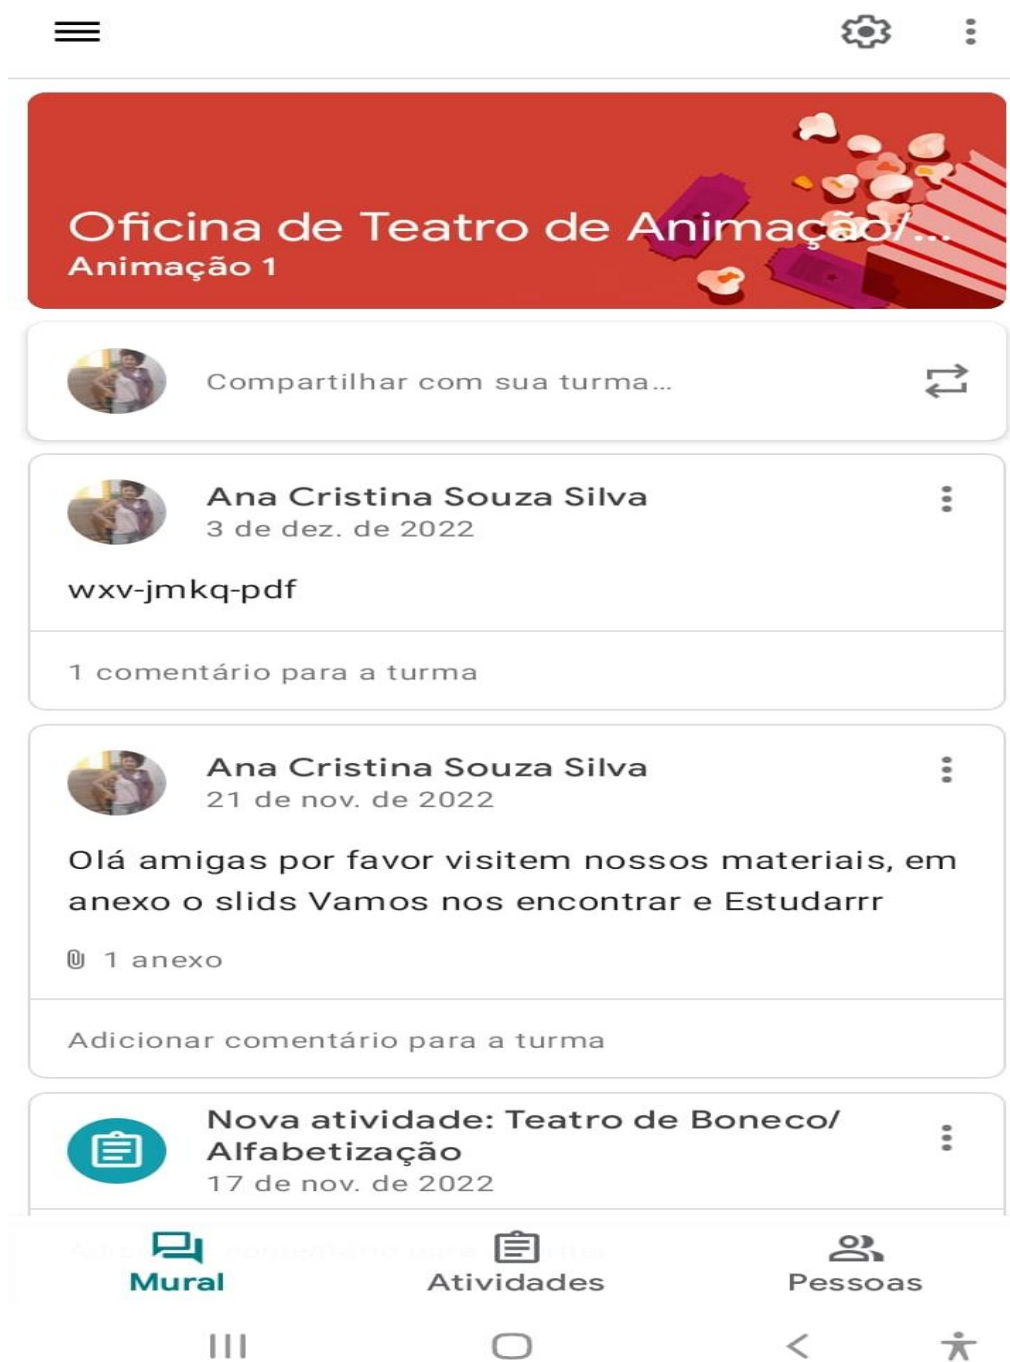 Oficina de Teatro de Animação/...
Animação 1
Compartilhar com sua turma...
Ana Cristina Souza Silva
3 de dez. de 2022
wxv-jmkq-pdf
1 comentário para a turma
Ana Cristina Souza Silva
21 de nov. de 2022
Olá amigas por favor visitem nossos materiais, em
anexo o slids Vamos nos encontrar e Estudarrr
1 anexo
Adicionar comentário para a turma
Nova atividade: Teatro de Boneco/
Alfabetização
17 de nov. de 2022
Mural
Atividades
Pessoas